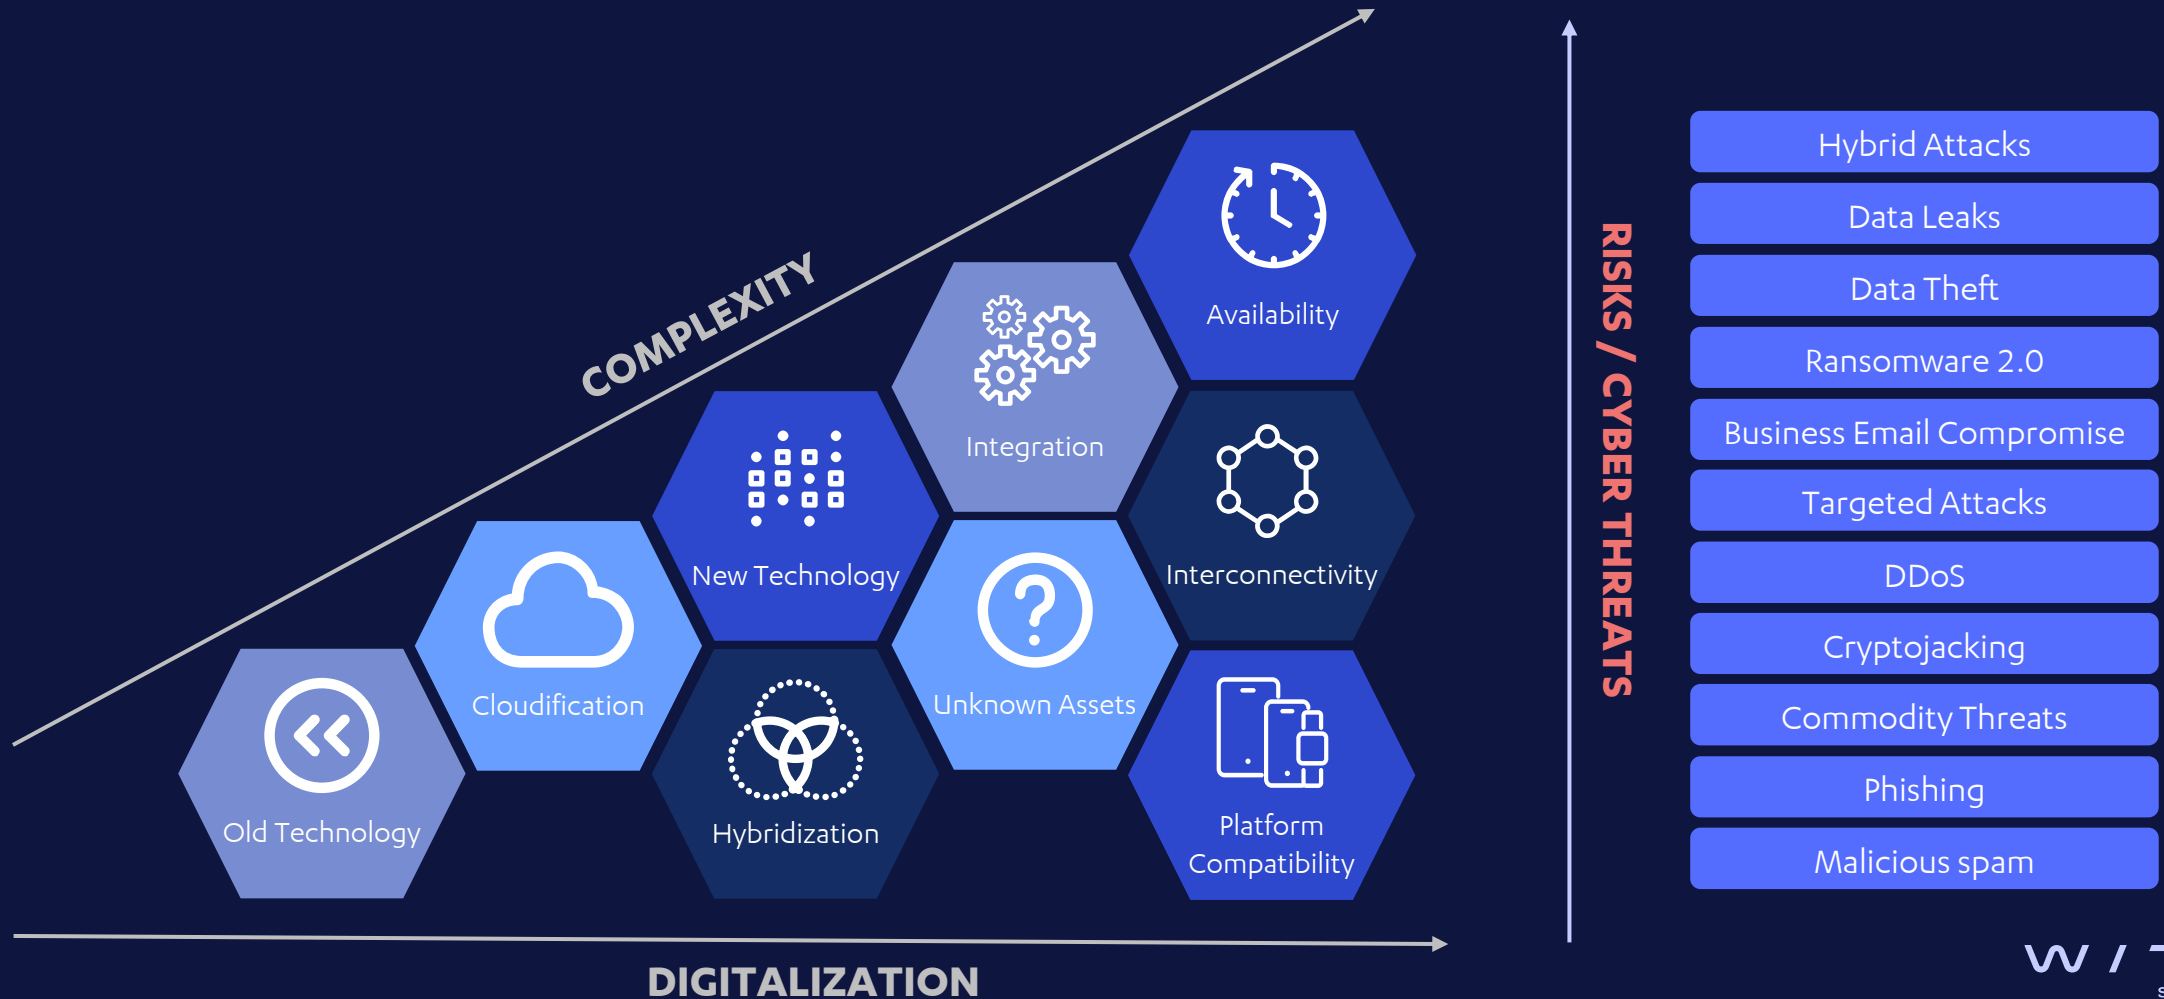 COMPLEXITY
Availability
Integration
New Technology
Interconnectivity
Cloudification
Unknown Assets
Old Technology
Hybridization
Platform
Compatibility
DIGITALIZATION
RISKS / CYBER THREATS
Hybrid Attacks
Data Leaks
Data Theft
Ransomware 2.0
Business Email Compromise
Targeted Attacks
DDoS
Cryptojacking
Commodity Threats
Phishing
Malicious spam